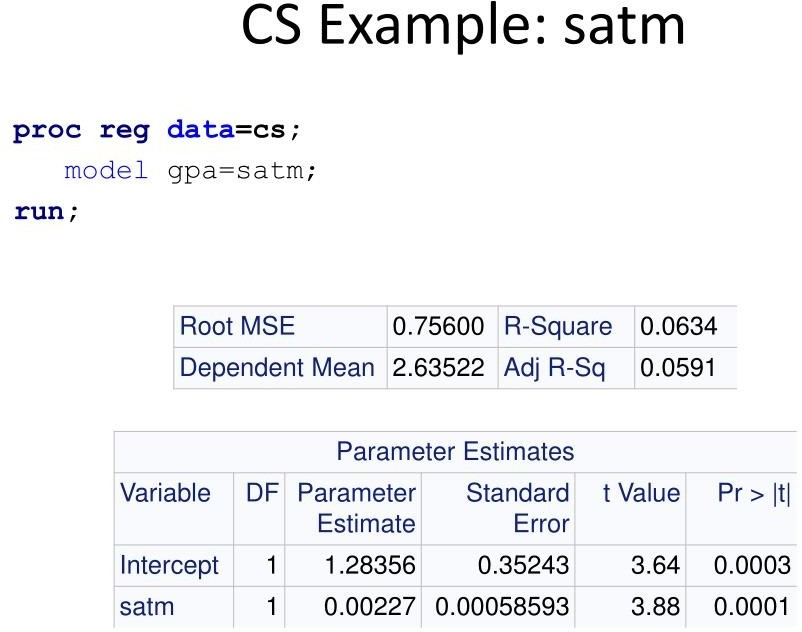 CS Example: satm
proc reg data=cs;
model gpa=satm;
run;
Root MSE 0.75600 R-Square 0.0634
Dependent Mean 2.63522 Adj R-Sq 0.0591
Parameter Estimates
Variable DF Parameter Estimate Standard Error t Value Pr > |t|
Intercept 1 1.28356 0.35243 3.64 0.0003
satm 1 0.00227 0.00058593 3.88 0.0001